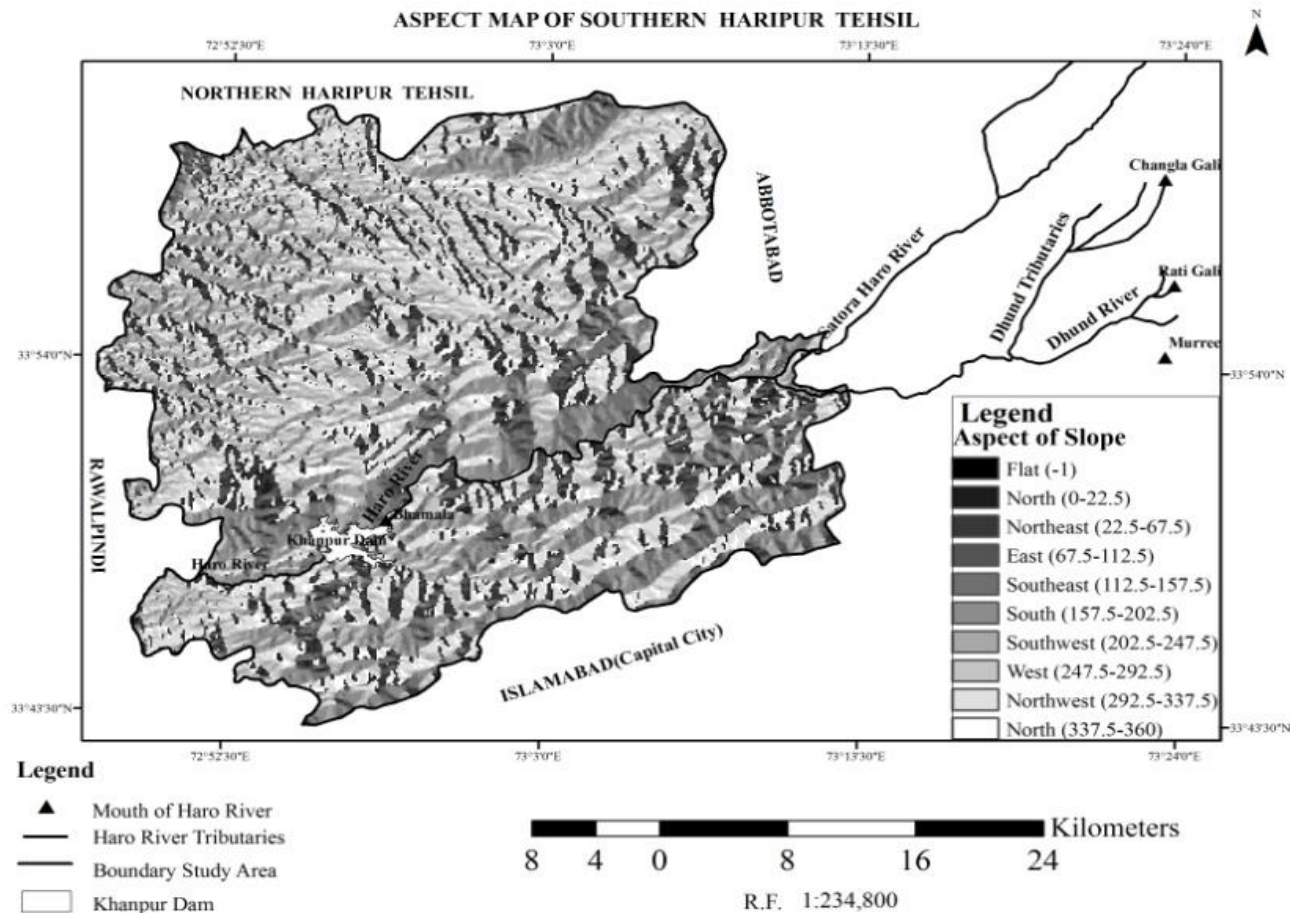 ASPECT MAP OF SOUTHERN HARIPUR TEHSIL
N
72°52'30"E
73°3'0"E
73°13'30"E
73°24'0"E
NORTHERN HARIPUR TEHSIL
Changla Gali
ABBOTABAD
Dhund Tributaries
Satora Haro River
Rati Gali
Dhund River
Murree
33°54'0"N
33°54'0"N
RAWALPINDI
Haro River
Bhamala
Khanpur Dam
Haro River
ISLAMABAD(Capital City)
33°43'30"N
33°43'30"N
Legend
Aspect of Slope
Flat (-1)
North (0-22.5)
Northeast (22.5-67.5)
East (67.5-112.5)
Southeast (112.5-157.5)
South (157.5-202.5)
Southwest (202.5-247.5)
West (247.5-292.5)
Northwest (292.5-337.5)
North (337.5-360)
72°52'30"E
73°3'0"E
73°13'30"E
73°24'0"E
Legend
Mouth of Haro River
Haro River Tributaries
Boundary Study Area
Khanpur Dam
Kilometers
8 4 0 8 16 24
R.F. 1:234,800